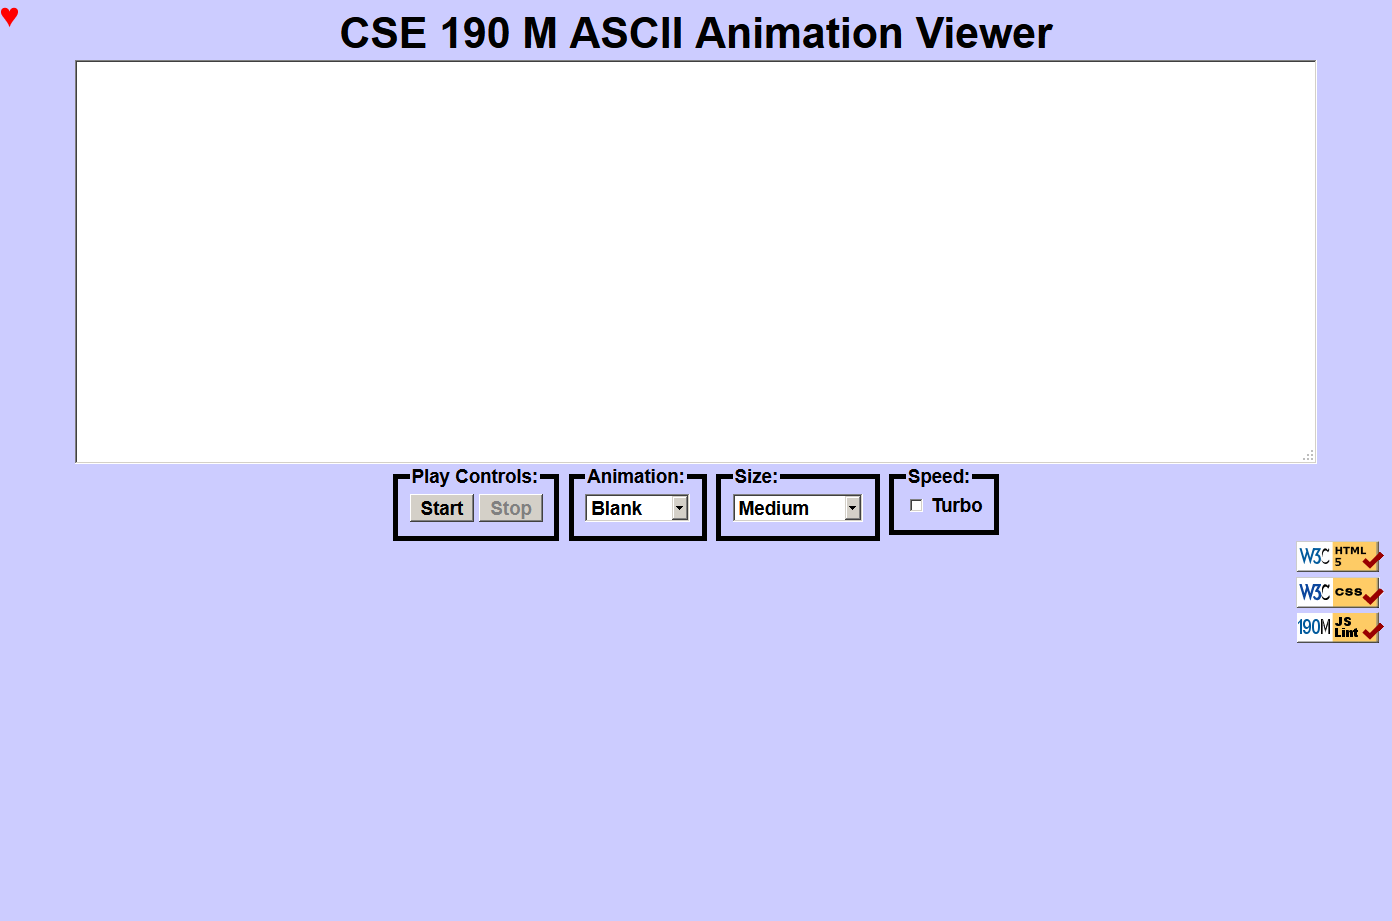 ♥
CSE 190 M ASCII Animation Viewer
Play Controls: Animation: Size: Speed:
Start Stop Blank Medium Turbo
W3C HTML 5
W3C css
190M JS Lint